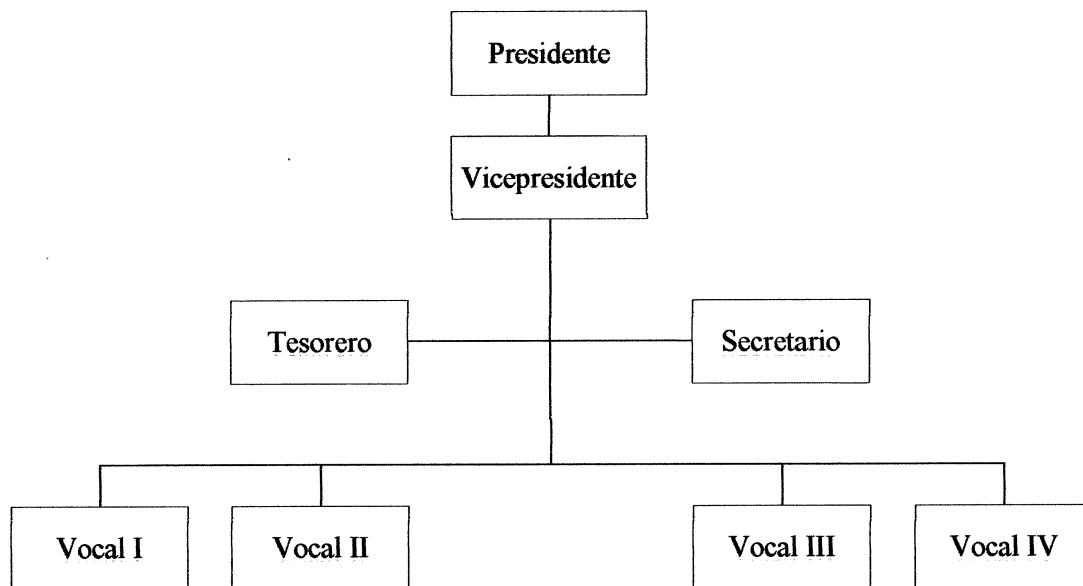 Presidente
Vicepresidente
Tesorero
Secretario
Vocal I
Vocal II
Vocal III
Vocal IV